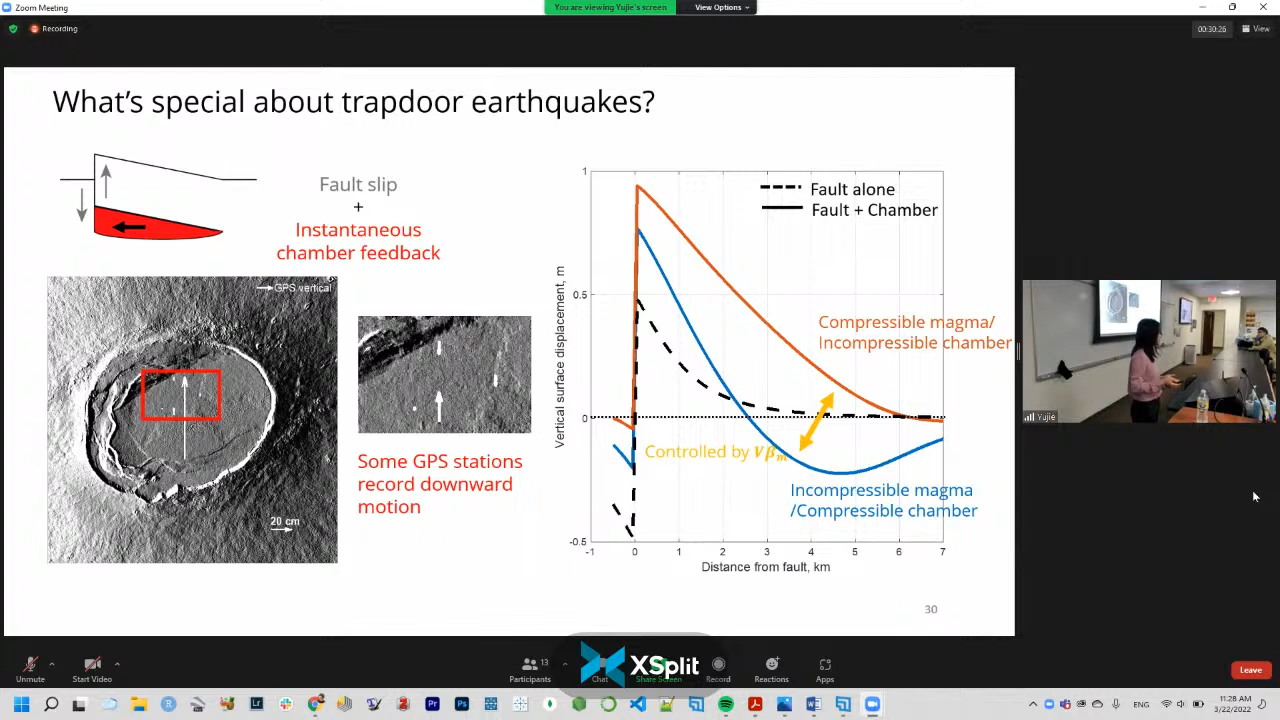 Zoom Meeting
You are viewing Yujie's screen
View Options
Recording
00:30:26
View
What's special about trapdoor earthquakes?
Fault slip
+
Instantaneous
chamber feedback
GPS vertical
20 cm
Some GPS stations
record downward
motion
Vertical surface displacement, m
1
0.5
0
-0.5
-1
0
1
2
3
4
5
6
7
Distance from fault, km
Fault alone
Fault + Chamber
Compressible magma/
Incompressible chamber
Controlled by Vβm
Incompressible magma
/Compressible chamber
30
Yujie
Unmute
Start Video
13
Participants
Chat
Share Screen
Record
Reactions
Apps
Leave
XSplit
ENG
11:28 AM
3/22/2022